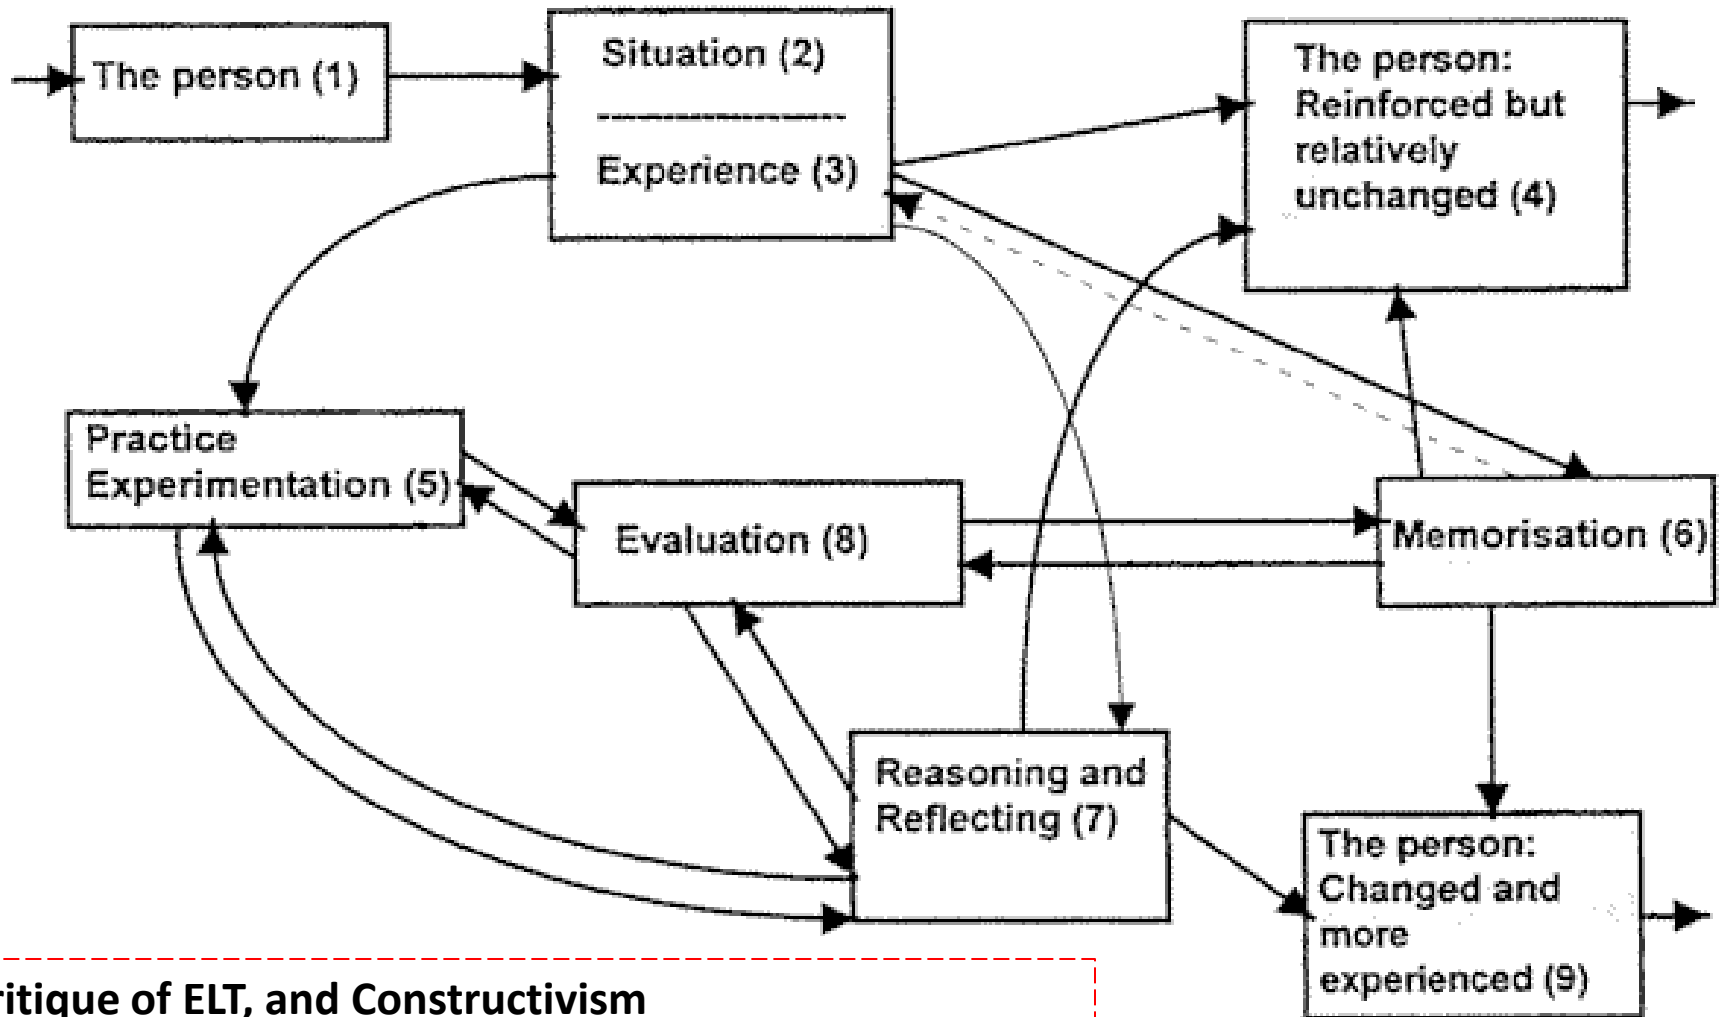 The person (1)
Situation (2)
Experience (3)
The person:
Reinforced but
relatively
unchanged (4)
Practice
Experimentation (5)
Evaluation (8)
Memorisation (6)
Reasoning and
Reflecting (7)
The person:
Changed and
more
experienced (9)
ritique of ELT, and Constructivism